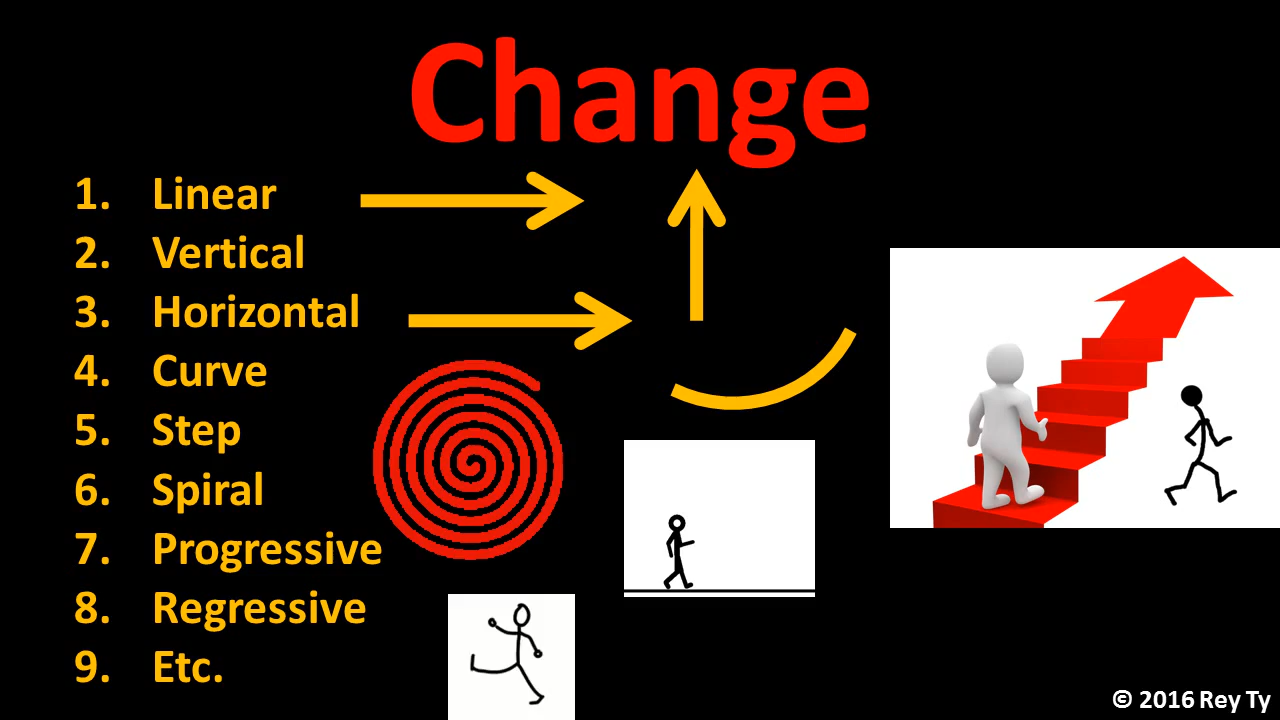 Change
1. Linear
2. Vertical
3. Horizontal
4. Curve
5. Step
6. Spiral
7. Progressive
8. Regressive
9. Etc.
© 2016 Rey Ty